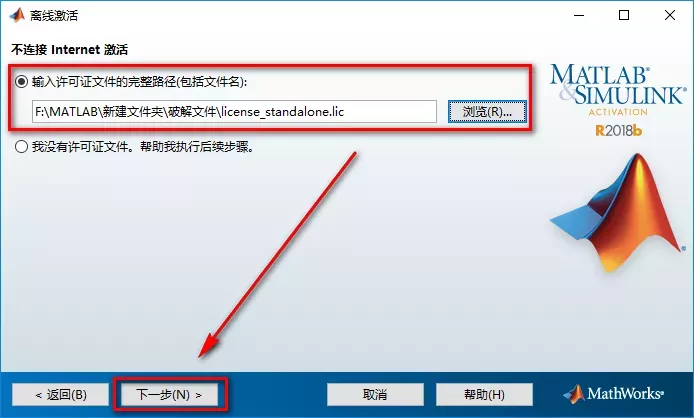 离线激活
不连接 Internet 激活
输入许可证文件的完整路径(包括文件名):
F:\MATLAB\新建文件夹\破解文件\license_standalone.lic
浏览(R)...
我没有许可证文件。帮助我执行后续步骤。
MATLAB®
&SIMULINK®
ACTIVATION
R2018b
< 返回(B)
下一步(N) >
取消
帮助(H)
MathWorks®